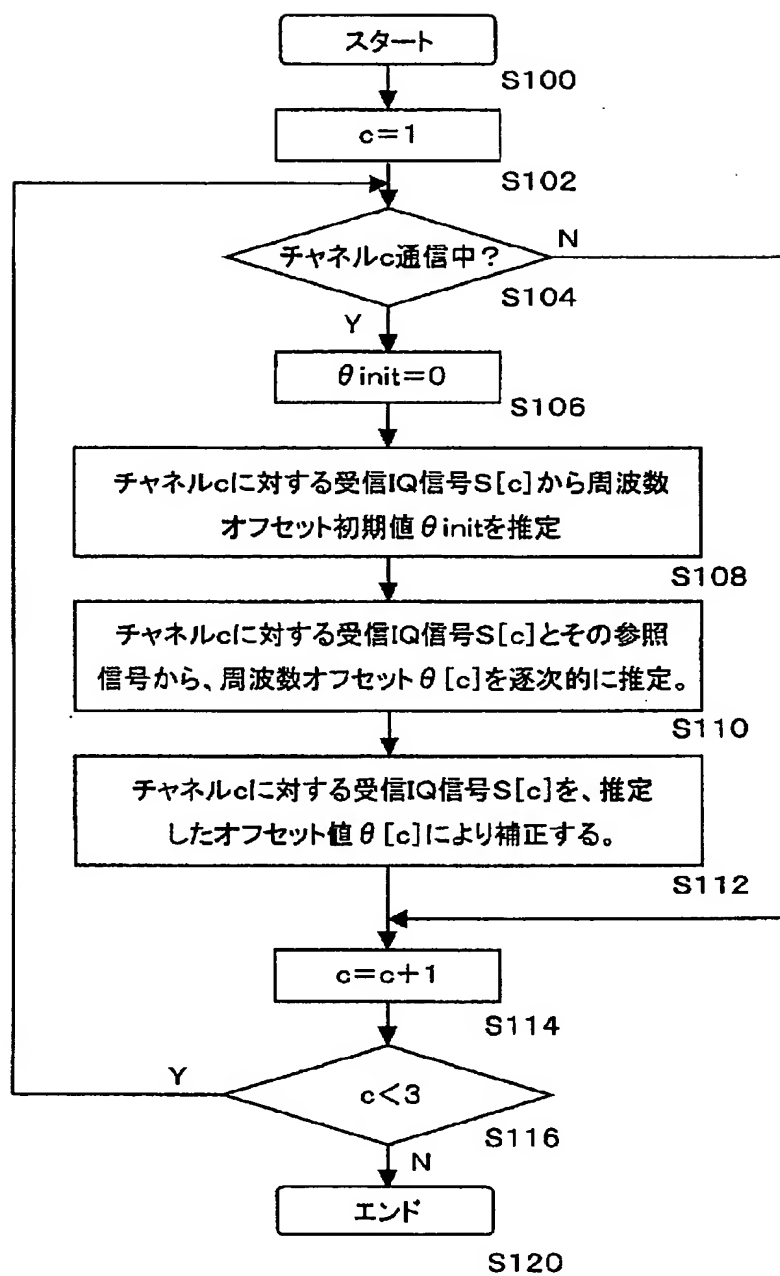 スタート
S100
c=1
S102
チャネルc通信中?
N
S104
Y
θinit=0
S106
チャネルcに対する受信IQ信号S[c]から周波数
オフセット初期値θinitを推定
S108
チャネルcに対する受信IQ信号S[c]とその参照
信号から、周波数オフセットθ[c]を逐次的に推定。
S110
チャネルcに対する受信IQ信号S[c]を、推定
したオフセット値θ[c]により補正する。
S112
c=c+1
S114
Y
c<3
S116
N
エンド
S120